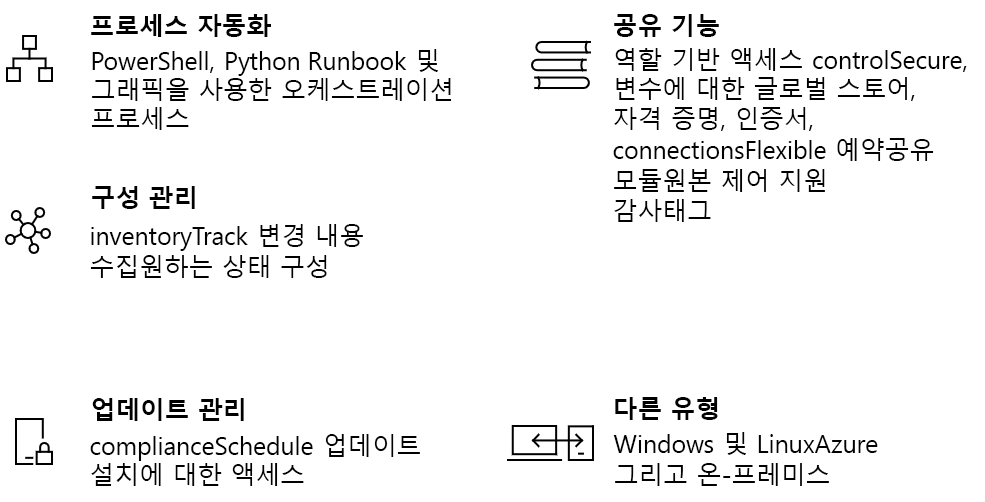 프로세스 자동화
PowerShell, Python Runbook 및
그래픽을 사용한 오케스트레이션
프로세스
구성 관리
inventoryTrack 변경 내용
수집원하는 상태 구성
업데이트 관리
complianceSchedule 업데이트
설치에 대한 액세스
공유 기능
역할 기반 액세스 controlSecure,
변수에 대한 글로벌 스토어,
자격 증명, 인증서,
connectionsFlexible 예약공유
모듈원본 제어 지원
감사태그
다른 유형
Windows 및 LinuxAzure
그리고 온-프레미스